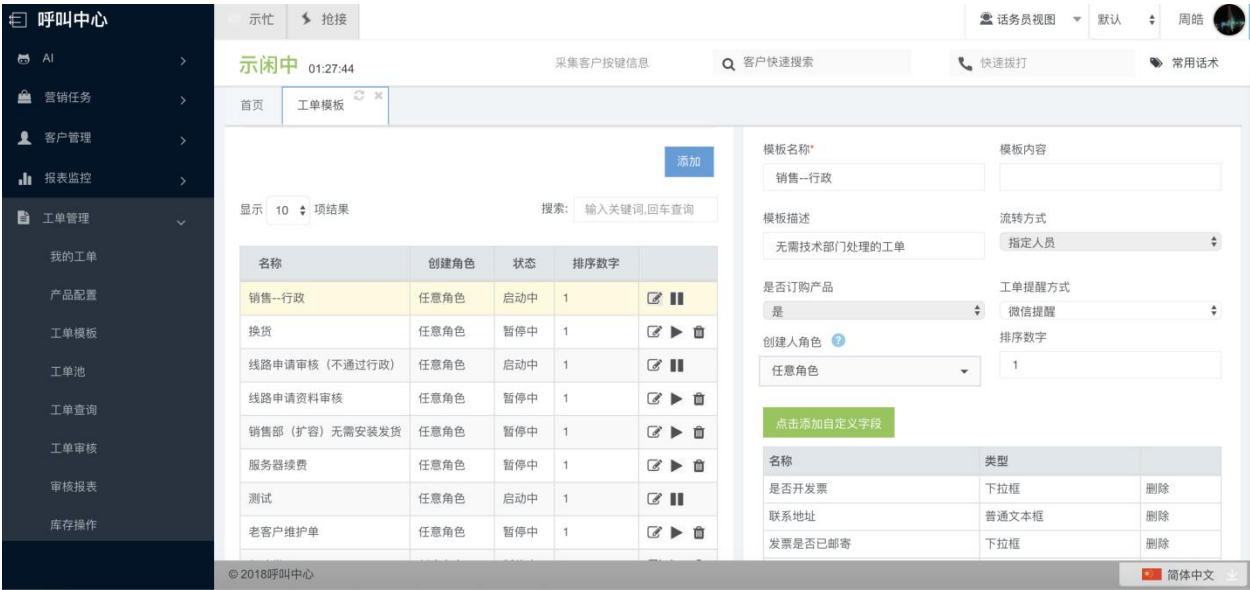 呼叫中心
示忙
抢接
话务员视图
默认
周皓
示闲中 01:27:44
采集客户按键信息
客户快速搜索
快速拨打
常用话术
首页
工单模板
AI
营销任务
客户管理
报表监控
工单管理
我的工单
产品配置
工单模板
工单池
工单查询
工单审核
审核报表
库存操作
添加
显示 10 项结果
搜索: 输入关键词,回车查询
名称 创建角色 状态 排序数字
销售--行政 任意角色 启动中 1
换货 任意角色 暂停中 1
线路申请审核（不通过行政） 任意角色 启动中 1
线路申请资料审核 任意角色 暂停中 1
销售部（扩容）无需安装发货 任意角色 暂停中 1
服务器续费 任意角色 暂停中 1
测试 任意角色 启动中 1
老客户维护单 任意角色 暂停中 1
模板名称*
销售--行政
模板内容
模板描述
无需技术部门处理的工单
流转方式
指定人员
是否订购产品
是
工单提醒方式
微信提醒
创建人角色 ?
任意角色
排序数字
1
点击添加自定义字段
名称 类型
是否开发票 下拉框 删除
联系地址 普通文本框 删除
发票是否已邮寄 下拉框 删除
©2018呼叫中心
简体中文